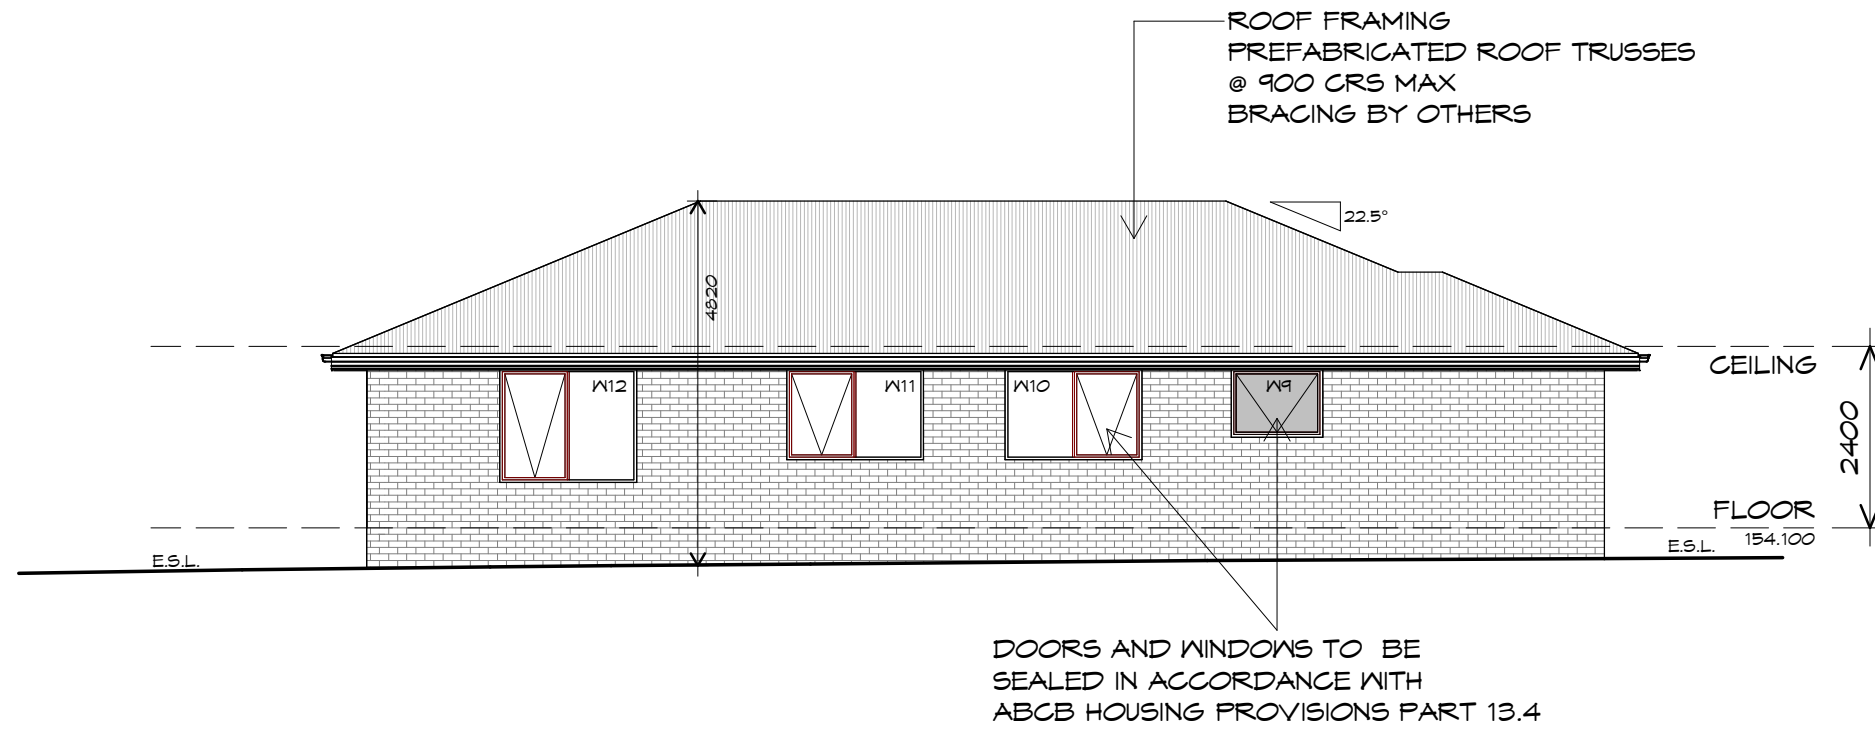 ROOF FRAMING
PREFABRICATED ROOF TRUSSES
@ 900 CRS MAX
BRACING BY OTHERS
22.5°
4820
CEILING
W12
W11
W10
W9
2400
FLOOR
154.100
E.S.L.
E.S.L.
DOORS AND WINDOWS TO BE
SEALED IN ACCORDANCE WITH
ABCB HOUSING PROVISIONS PART 13.4